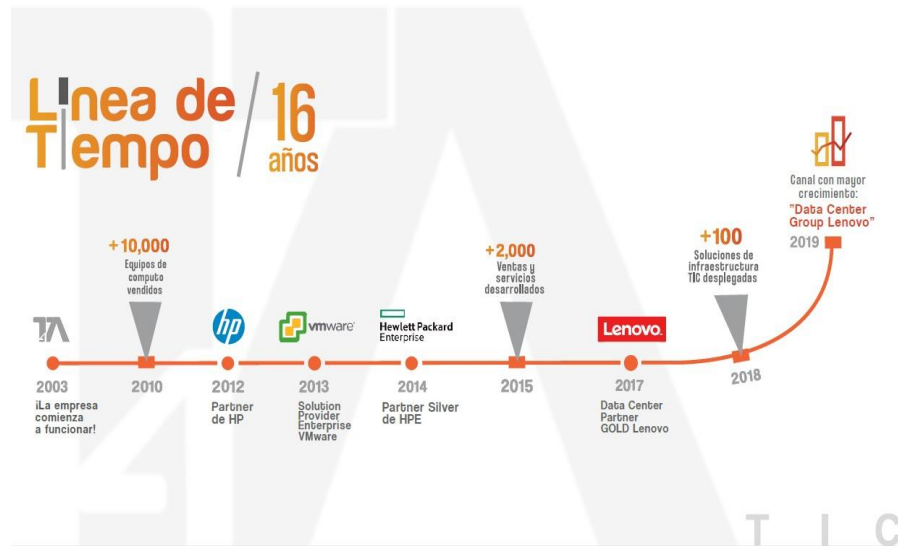 Línea de
Tiempo
16
años
+10,000
Equipos de
computo
vendidos
+2,000
Ventas y
servicios
desarrollados
+100
Soluciones de
infraestructura
TIC desplegadas
Canal con mayor
crecimiento:
"Data Center
Group Lenovo"
2019
TIA
hp
vmware
Hewlett Packard
Enterprise
Lenovo.
2003
¡La empresa
comienza
a funcionar!
2010
2012
Partner
de HP
2013
Solution
Provider
Enterprise
VMware
2014
Partner Silver
de HPE
2015
2017
Data Center
Partner
GOLD Lenovo
2018
T I C